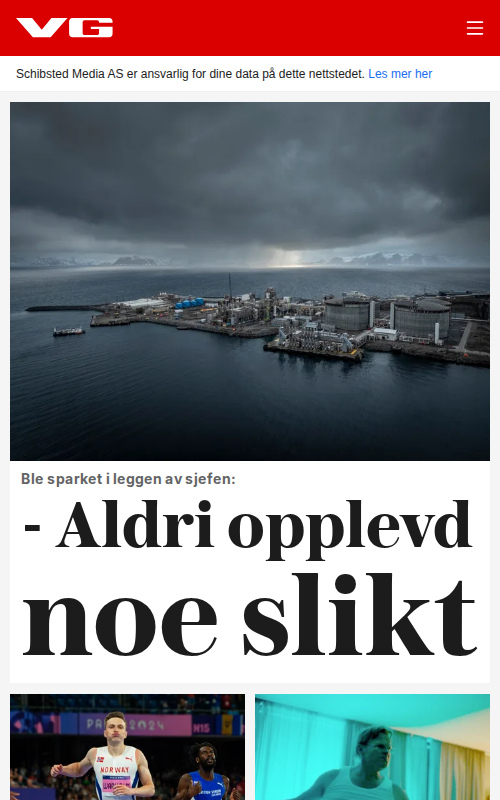 VG
Schibsted Media AS er ansvarlig for dine data på dette nettstedet. Les mer her
Ble sparket i leggen av sjefen:
- Aldri opplevd
noe slikt
PARIS 2024
H15
NORWAY